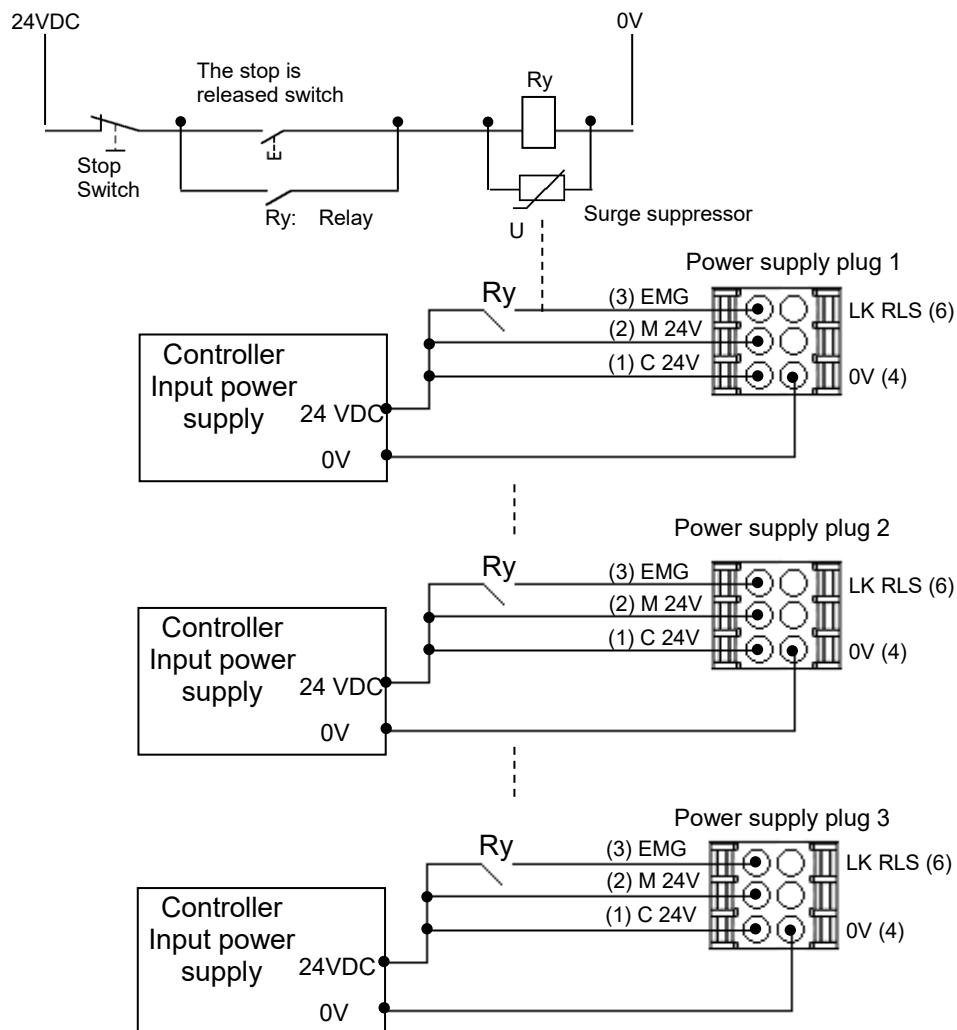 24VDC
0V
The stop is
released switch
Ry
Stop
Switch
Ry: Relay
U
Surge suppressor
Power supply plug 1
Ry
(3) EMG
LK RLS (6)
(2) M 24V
(1) C 24V
0V (4)
Controller
Input power
supply
24 VDC
0V
Power supply plug 2
Ry
(3) EMG
LK RLS (6)
(2) M 24V
(1) C 24V
0V (4)
Controller
Input power
supply
24 VDC
0V
Power supply plug 3
Ry
(3) EMG
LK RLS (6)
(2) M 24V
(1) C 24V
0V (4)
Controller
Input power
supply
24VDC
0V